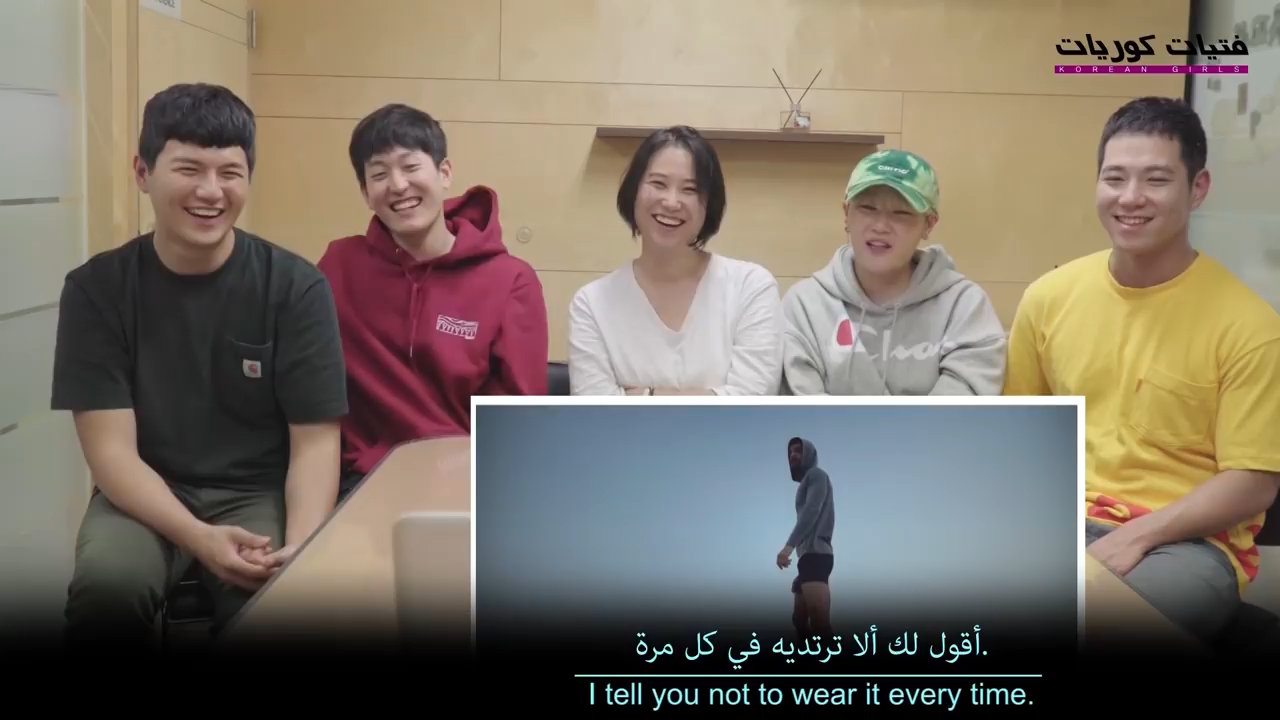 فتيات كوريات
KOREAN GIRLS
أقول لك ألا ترتديه في كل مرة.
I tell you not to wear it every time.